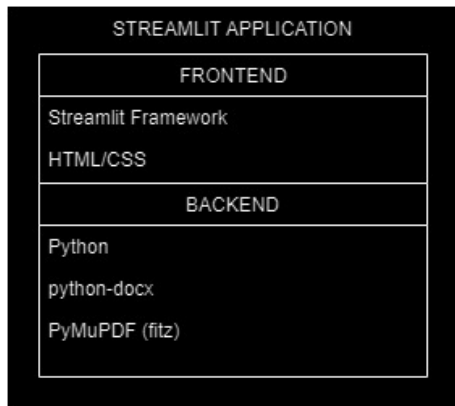 STREAMLIT APPLICATION
FRONTEND
Streamlit Framework
HTML/CSS
BACKEND
Python
python-docx
PyMuPDF (fitz)